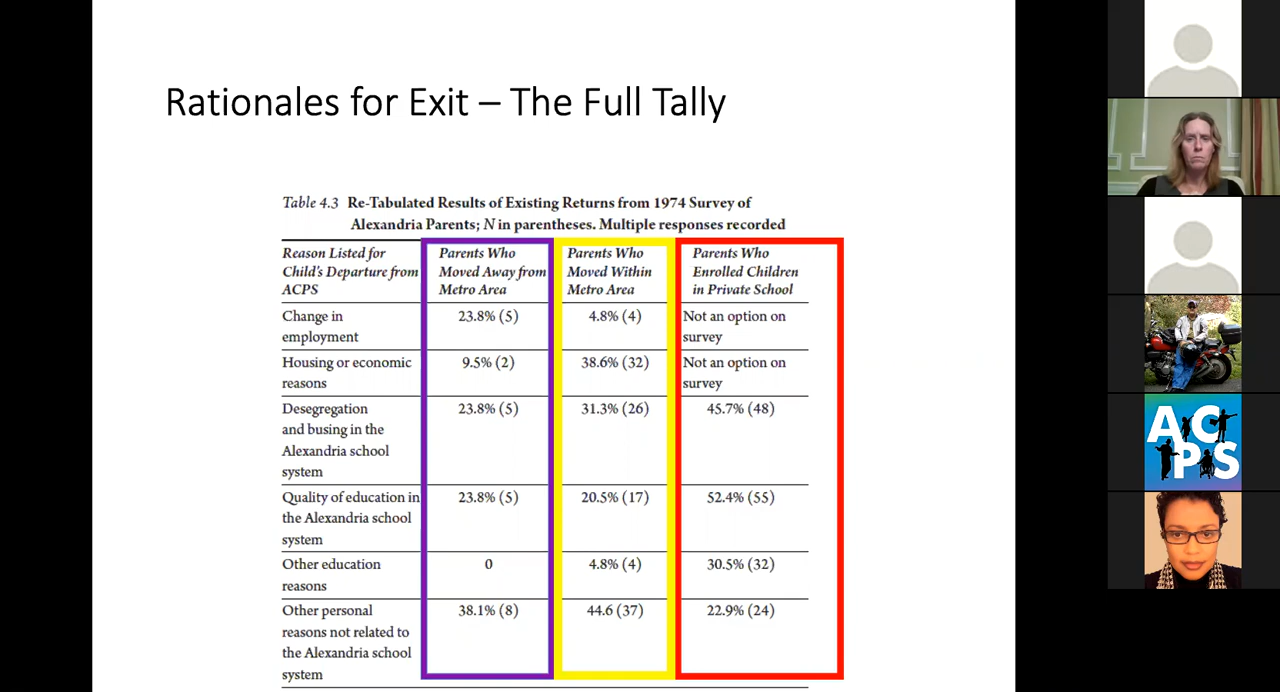 Rationales for Exit – The Full Tally
Table 4.3 Re-Tabulated Results of Existing Returns from 1974 Survey of
Alexandria Parents; N in parentheses. Multiple responses recorded
Reason Listed for
Child's Departure from
ACPS
Parents Who
Moved Away from
Metro Area
Parents Who
Moved Within
Metro Area
Parents Who
Enrolled Children
in Private School
Change in
employment
23.8% (5)
4.8% (4)
Not an option on
survey
Housing or economic
reasons
9.5% (2)
38.6% (32)
Not an option on
survey
Desegregation
and busing in the
Alexandria school
system
23.8% (5)
31.3% (26)
45.7% (48)
Quality of education in
the Alexandria school
system
23.8% (5)
20.5% (17)
52.4% (55)
Other education
reasons
0
4.8% (4)
30.5% (32)
Other personal
reasons not related to
the Alexandria school
system
38.1% (8)
44.6 (37)
22.9% (24)
AC
PS